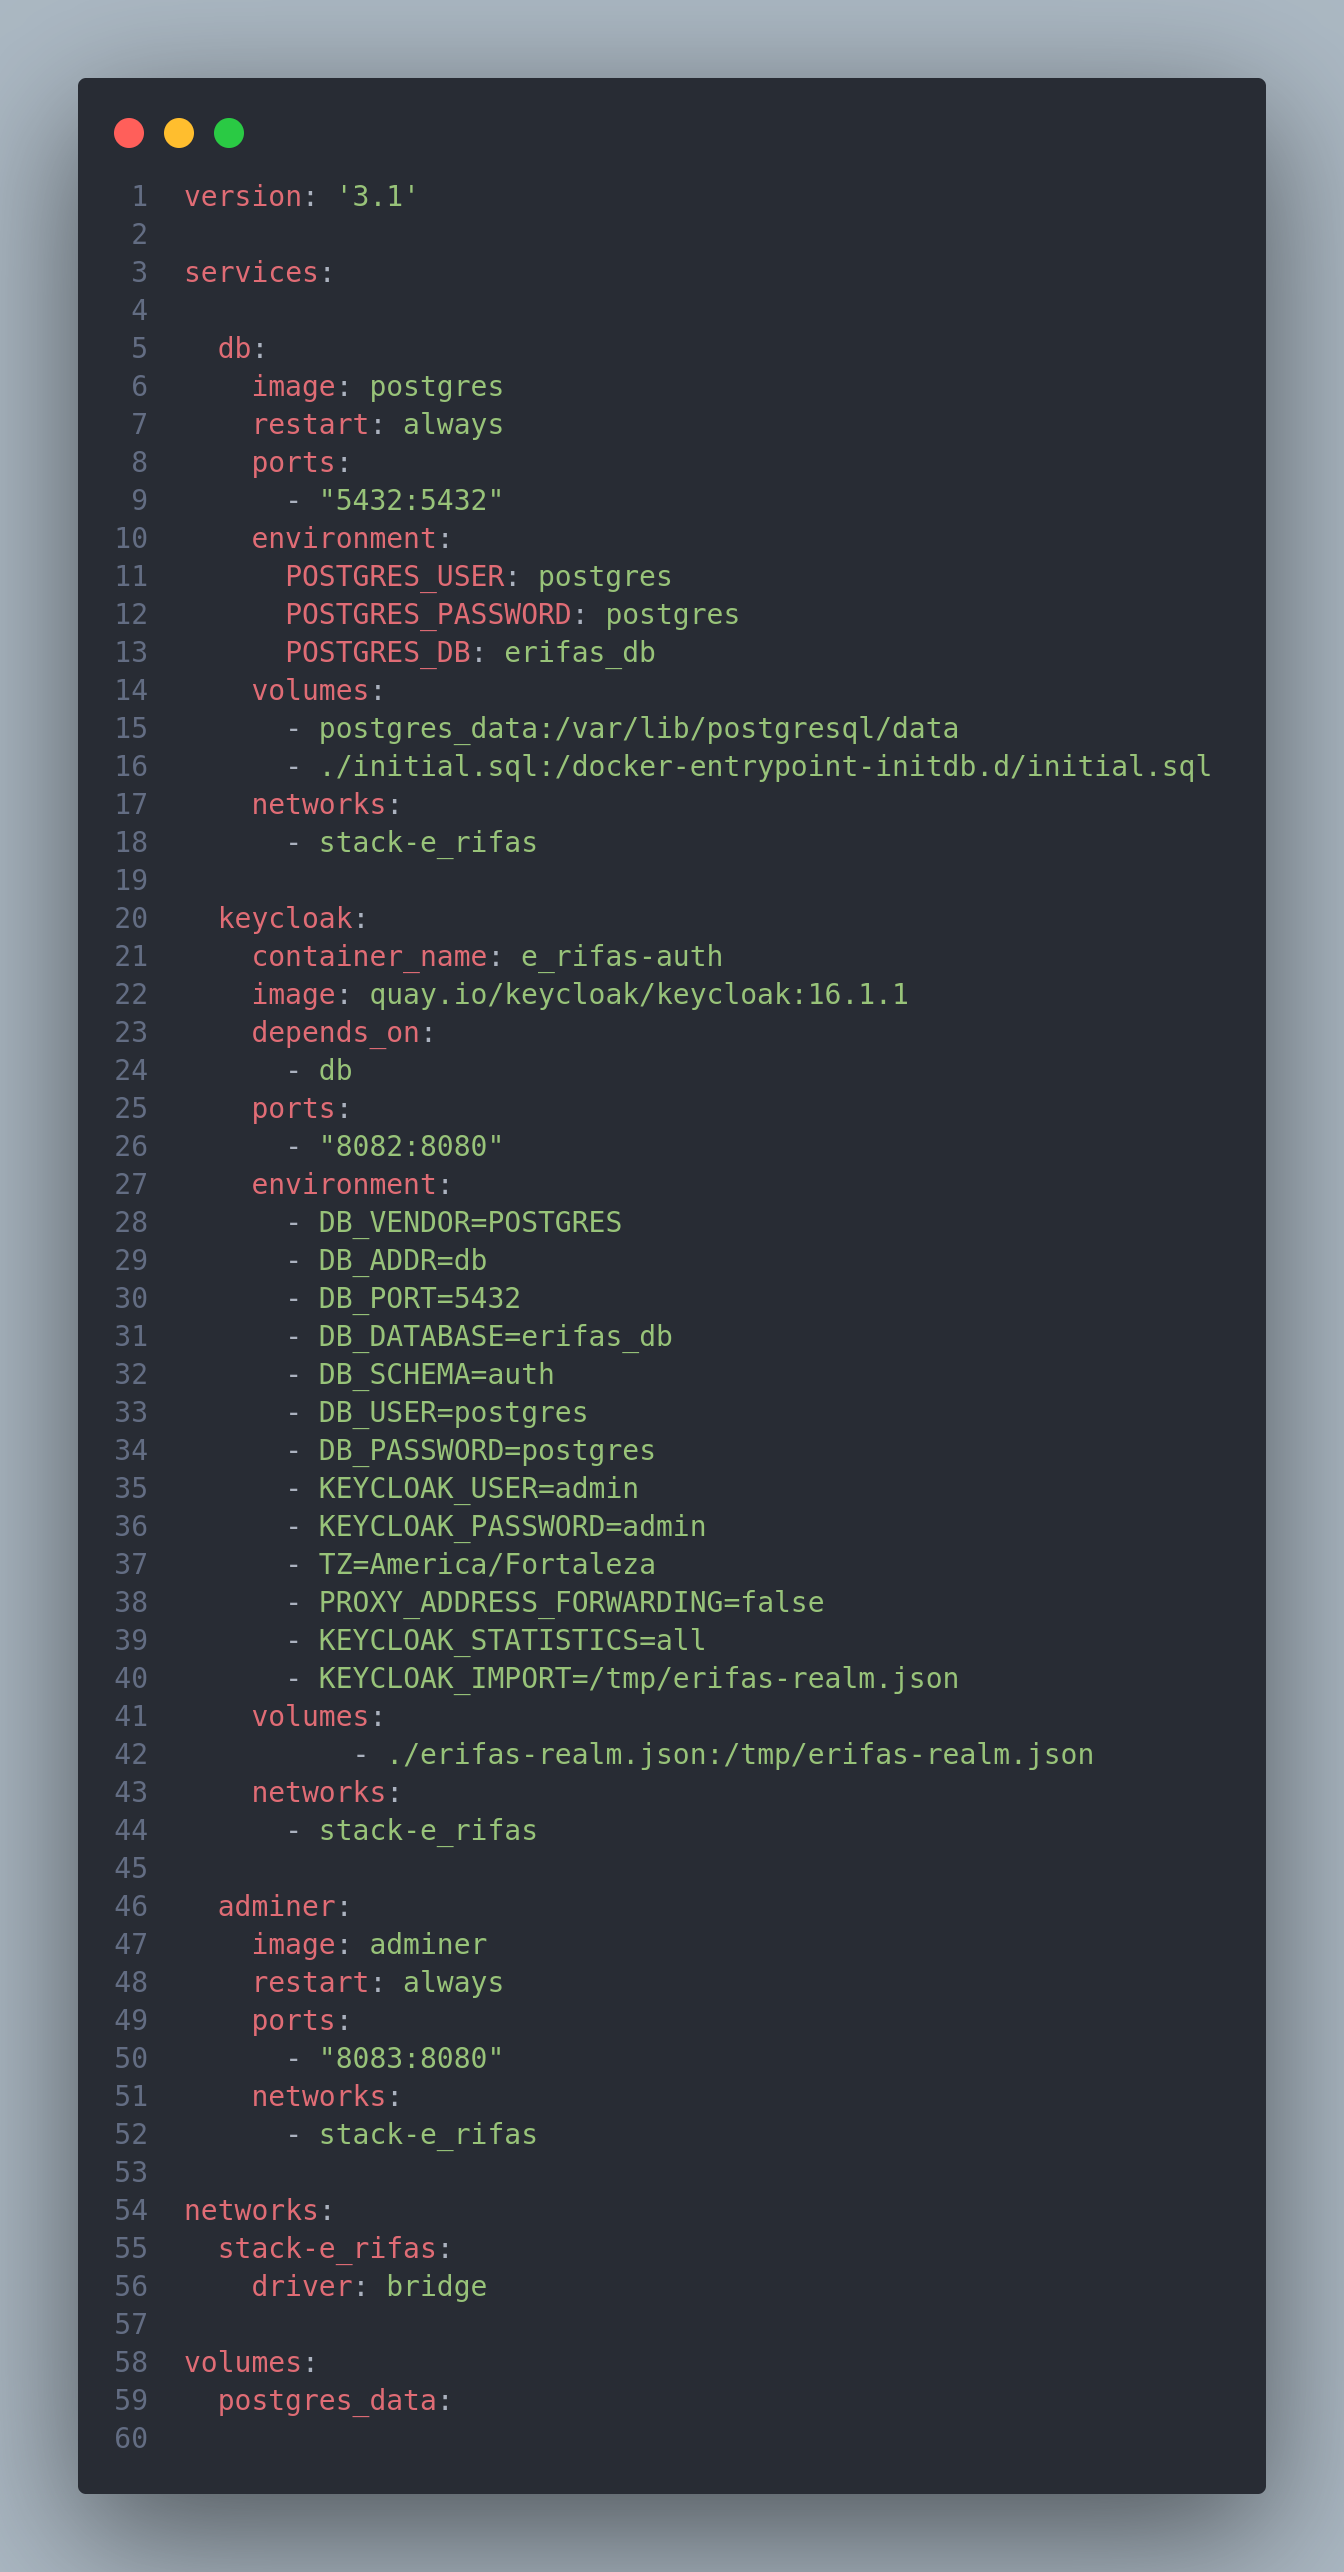 1 version: '3.1'
2
3 services:
4
5   db:
6     image: postgres
7     restart: always
8     ports:
9       - "5432:5432"
10     environment:
11       POSTGRES_USER: postgres
12       POSTGRES_PASSWORD: postgres
13       POSTGRES_DB: erifas_db
14     volumes:
15       - postgres_data:/var/lib/postgresql/data
16       - ./initial.sql:/docker-entrypoint-initdb.d/initial.sql
17     networks:
18       - stack-e_rifas
19
20   keycloak:
21     container_name: e_rifas-auth
22     image: quay.io/keycloak/keycloak:16.1.1
23     depends_on:
24       - db
25     ports:
26       - "8082:8080"
27     environment:
28       - DB_VENDOR=POSTGRES
29       - DB_ADDR=db
30       - DB_PORT=5432
31       - DB_DATABASE=erifas_db
32       - DB_SCHEMA=auth
33       - DB_USER=postgres
34       - DB_PASSWORD=postgres
35       - KEYCLOAK_USER=admin
36       - KEYCLOAK_PASSWORD=admin
37       - TZ=America/Fortaleza
38       - PROXY_ADDRESS_FORWARDING=false
39       - KEYCLOAK_STATISTICS=all
40       - KEYCLOAK_IMPORT=/tmp/erifas-realm.json
41     volumes:
42           - ./erifas-realm.json:/tmp/erifas-realm.json
43     networks:
44       - stack-e_rifas
45
46   adminer:
47     image: adminer
48     restart: always
49     ports:
50       - "8083:8080"
51     networks:
52       - stack-e_rifas
53
54 networks:
55   stack-e_rifas:
56     driver: bridge
57
58 volumes:
59   postgres_data:
60